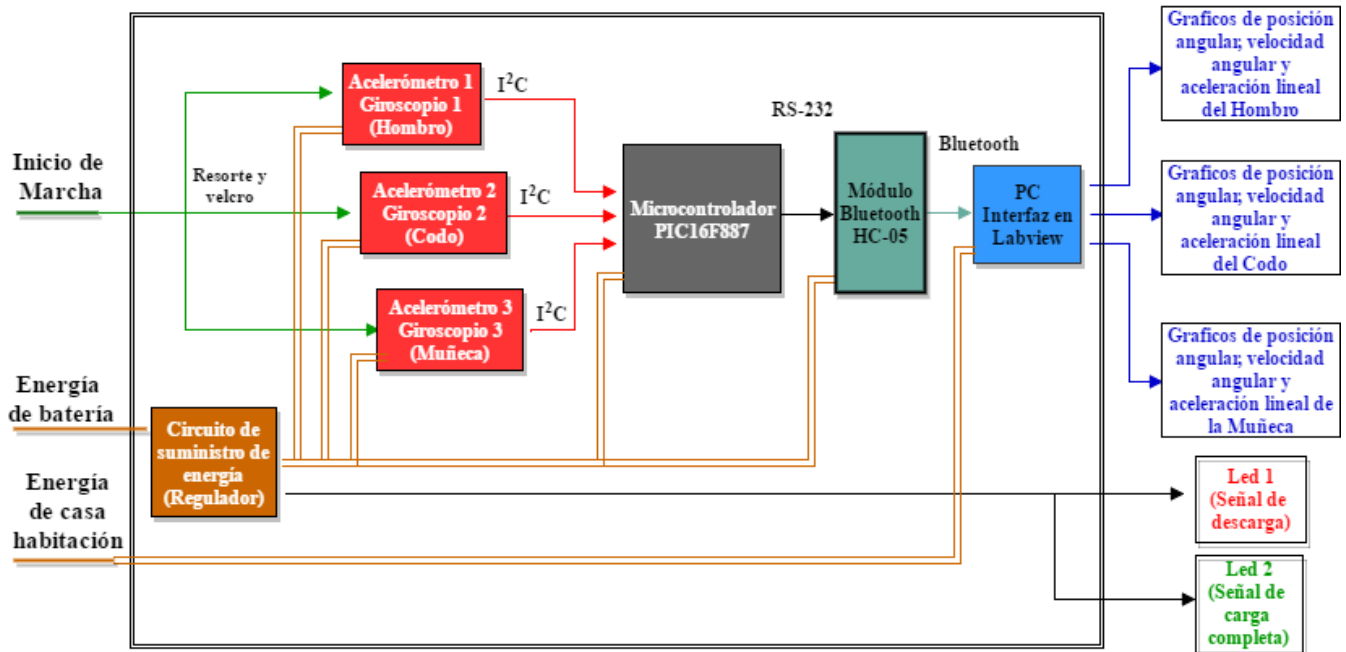 Inicio de
Marcha
Resorte y
velcro
Acelerómetro 1
Giroscopio 1
(Hombro)
I²C
Acelerómetro 2
Giroscopio 2
(Codo)
I²C
Acelerómetro 3
Giroscopio 3
(Muñeca)
I²C
Microcontrolador
PIC16F887
RS-232
Módulo
Bluetooth
HC-05
Bluetooth
PC
Interfaz en
Labview
Graficos de posición
angular, velocidad
angular y
aceleración lineal
del Hombro
Graficos de posición
angular, velocidad
angular y
aceleración lineal
del Codo
Graficos de posición
angular, velocidad
angular y
aceleración lineal de
la Muñeca
Energía
de batería
Circuito de
suministro de
energía
(Regulador)
Energía
de casa
habitación
Led 1
(Señal de
descarga)
Led 2
(Señal de
carga
completa)